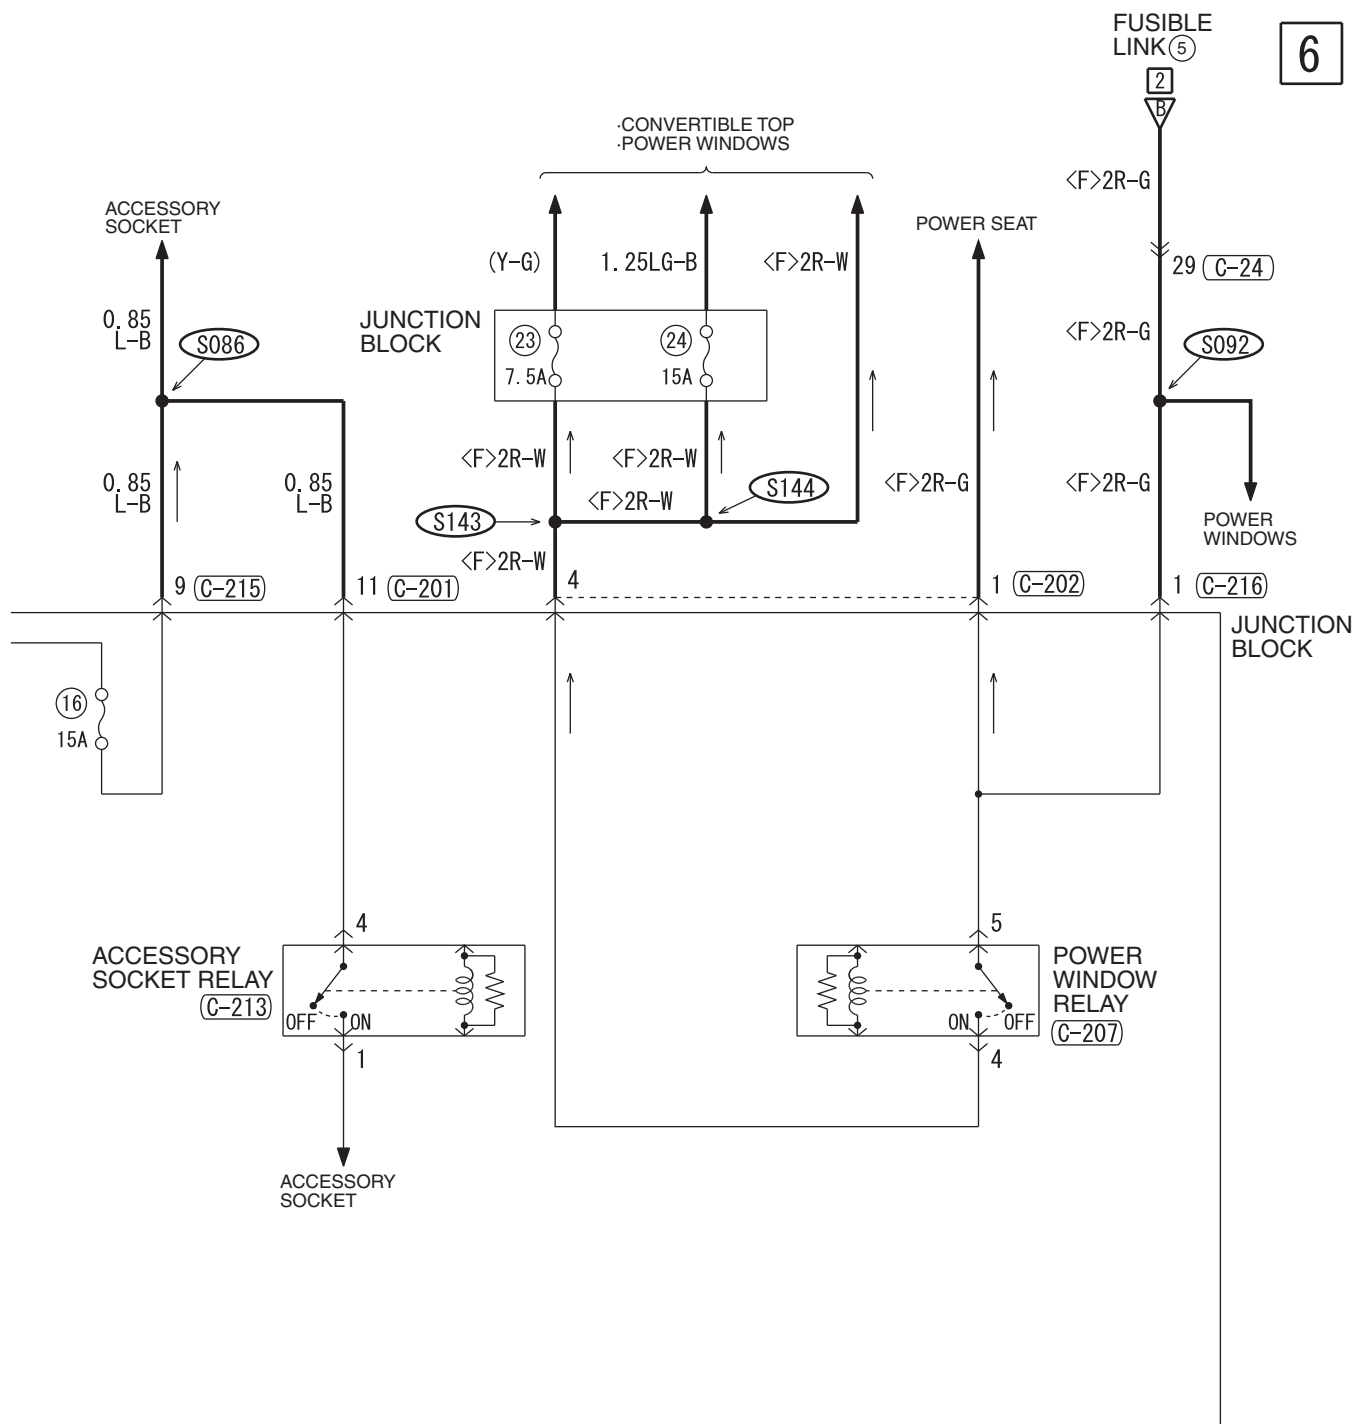 FUSIBLE
LINK 5
6
2
B
·CONVERTIBLE TOP
·POWER WINDOWS
<F>2R-G
ACCESSORY
SOCKET
POWER SEAT
(Y-G)
1.25LG-B
<F>2R-W
29 C-24
0.85
L-B
S086
JUNCTION
BLOCK
23
7.5A
24
15A
<F>2R-G
S092
0.85
L-B
0.85
L-B
<F>2R-W
<F>2R-W
<F>2R-W
S144
<F>2R-G
<F>2R-G
S143
POWER
WINDOWS
<F>2R-W
9 C-215
11 C-201
4
1 C-202
1 C-216
JUNCTION
BLOCK
16
15A
4
5
ACCESSORY
SOCKET RELAY
C-213
OFF
ON
ON
OFF
POWER
WINDOW
RELAY
C-207
1
4
ACCESSORY
SOCKET